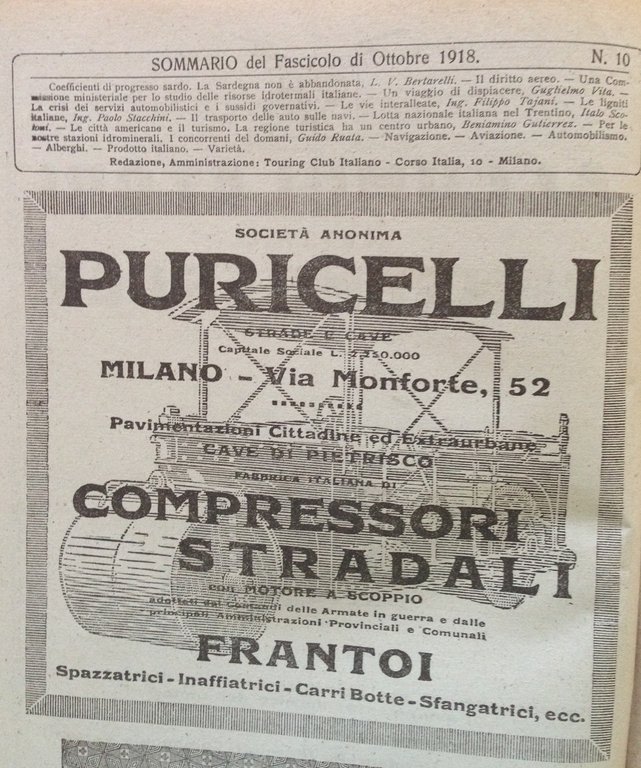 SOMMARIO del Fascicolo di Ottobre 1918. N. 10
Coefficienti di progresso sardo. La Sardegna non è abbandonata, L. V. Bertarelli. — Il diritto aereo. — Una Com-
missione ministeriale per lo studio delle risorse idrotermali italiane. — Un viaggio di dispiacere, Guglielmo Vita. —
La crisi dei servizi automobilistici e i sussidi governativi. — Le vie interalleate, Ing. Filippo Tajani. — Le ligniti
italiane, Ing. Paolo Stacchini. — Il trasporto delle auto sulle navi. — Lotta nazionale italiana nel Trentino, Italo Sco-
toni. — Le città americane e il turismo. La regione turistica ha un centro urbano, Beniamino Gutierrez. — Per le
nostre stazioni idrominerali. I concorrenti del domani, Guido Ruata. — Navigazione. — Aviazione. — Automobilismo.
— Alberghi. — Prodotto italiano. — Varietà.
Redazione, Amministrazione: Touring Club Italiano - Corso Italia, 10 - Milano.
SOCIETÀ ANONIMA
PURICELLI
STRADE E CAVE
Capitale Sociale L. 2.250.000
MILANO - Via Monforte, 52
Pavimentazioni Cittadine ed Extraurbane
CAVE DI PIETRISCO
FABBRICA ITALIANA DI
COMPRESSORI
STRADALI
con MOTORE A SCOPPIO
adottati dai Comandi delle Armate in guerra e dalle
principali Amministrazioni Provinciali e Comunali
FRANTOI
Spazzatrici - Inaffiatrici - Carri Botte - Sfangatrici, ecc.